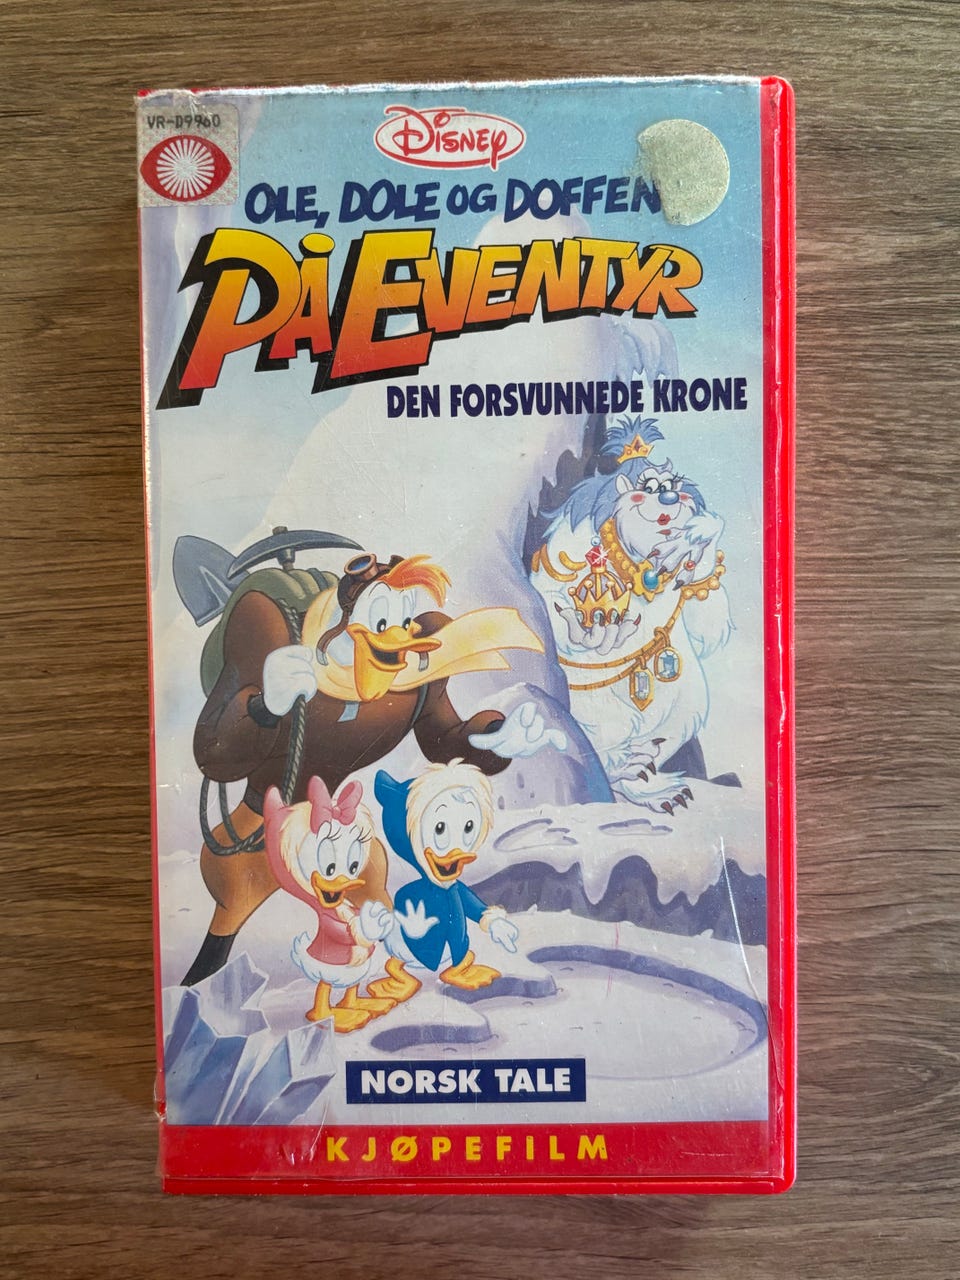 VR-D9960
Disney
OLE, DOLE OG DOFFEN
PÅ EVENTYR
DEN FORSVUNNEDE KRONE
NORSK TALE
KJØPEFILM